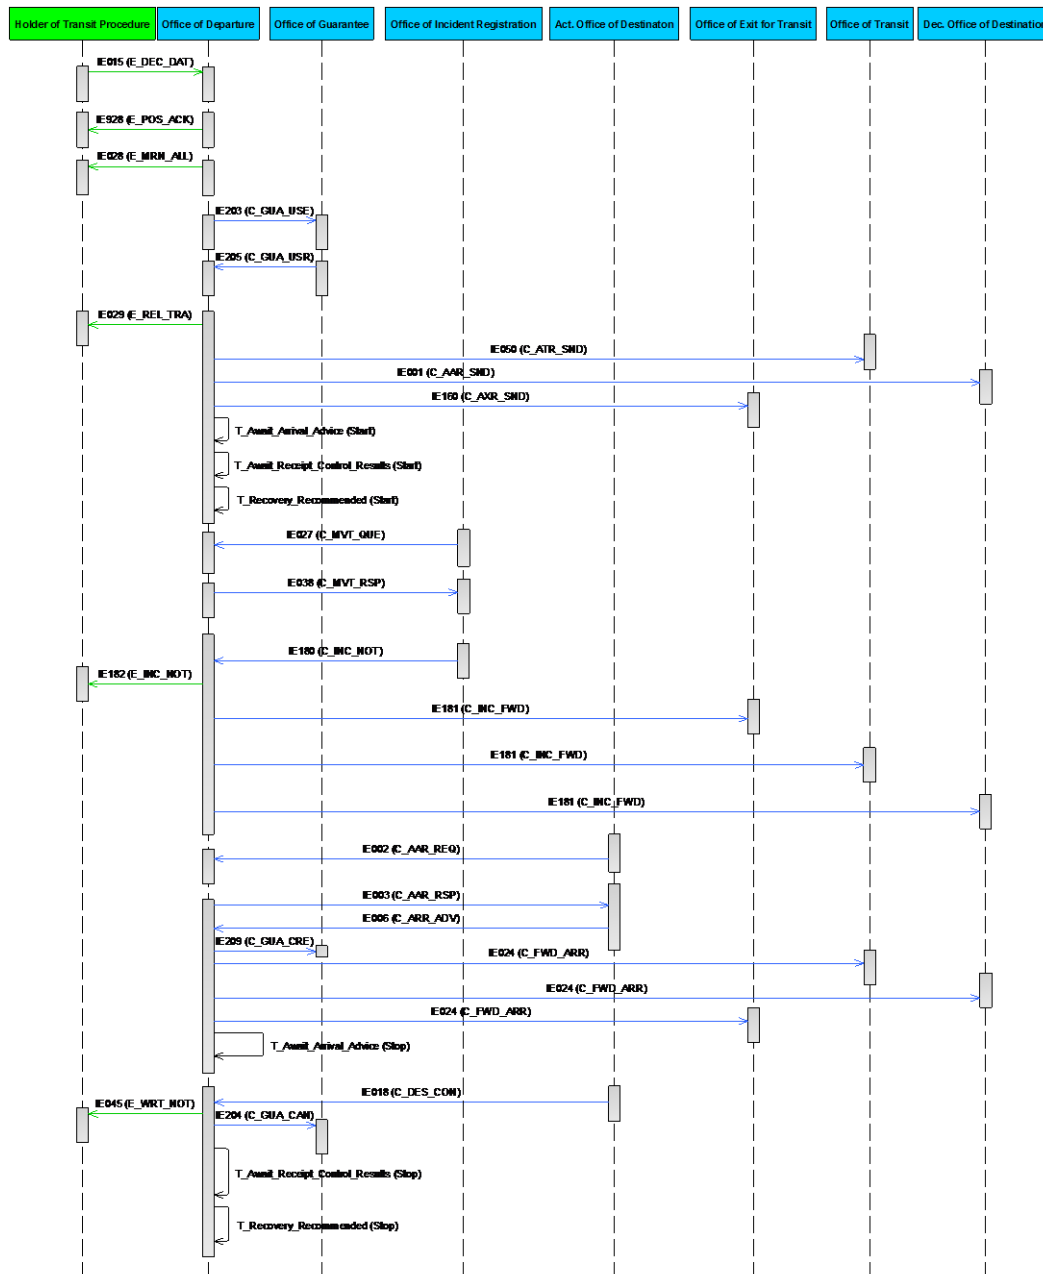 Holder of Transit Procedure
Office of Departure
Office of Guarantee
Office of Incident Registration
Act. Office of Destinaton
Office of Exit for Transit
Office of Transit
Dec. Office of Destination
IE015 (E_DEC_DAT)
IE928 (E_POS_ACK)
IE028 (E_MRN_ALL)
IE203 (C_GUA_USE)
IE205 (C_GUA_USR)
IE029 (E_REL_TRA)
IE050 (C_ATR_SND)
IE001 (C_AAR_SND)
IE160 (C_AXR_SND)
T_Await_Arrival_Advice (Start)
T_Await_Receipt_Control_Results (Start)
T_Recovery_Recommended (Start)
IE027 (C_MVT_QUE)
IE038 (C_MVT_RSP)
IE180 (C_INC_NOT)
IE182 (E_INC_NOT)
IE181 (C_INC_FWD)
IE181 (C_INC_FWD)
IE181 (C_INC_FWD)
IE002 (C_AAR_REQ)
IE003 (C_AAR_RSP)
IE006 (C_ARR_ADV)
IE209 (C_GUA_CRE)
IE024 (C_FWD_ARR)
IE024 (C_FWD_ARR)
IE024 (C_FWD_ARR)
T_Await_Arrival_Advice (Stop)
IE018 (C_DES_CON)
IE045 (E_WRT_NOT)
IE204 (C_GUA_CAN)
T_Await_Receipt_Control_Results (Stop)
T_Recovery_Recommended (Stop)